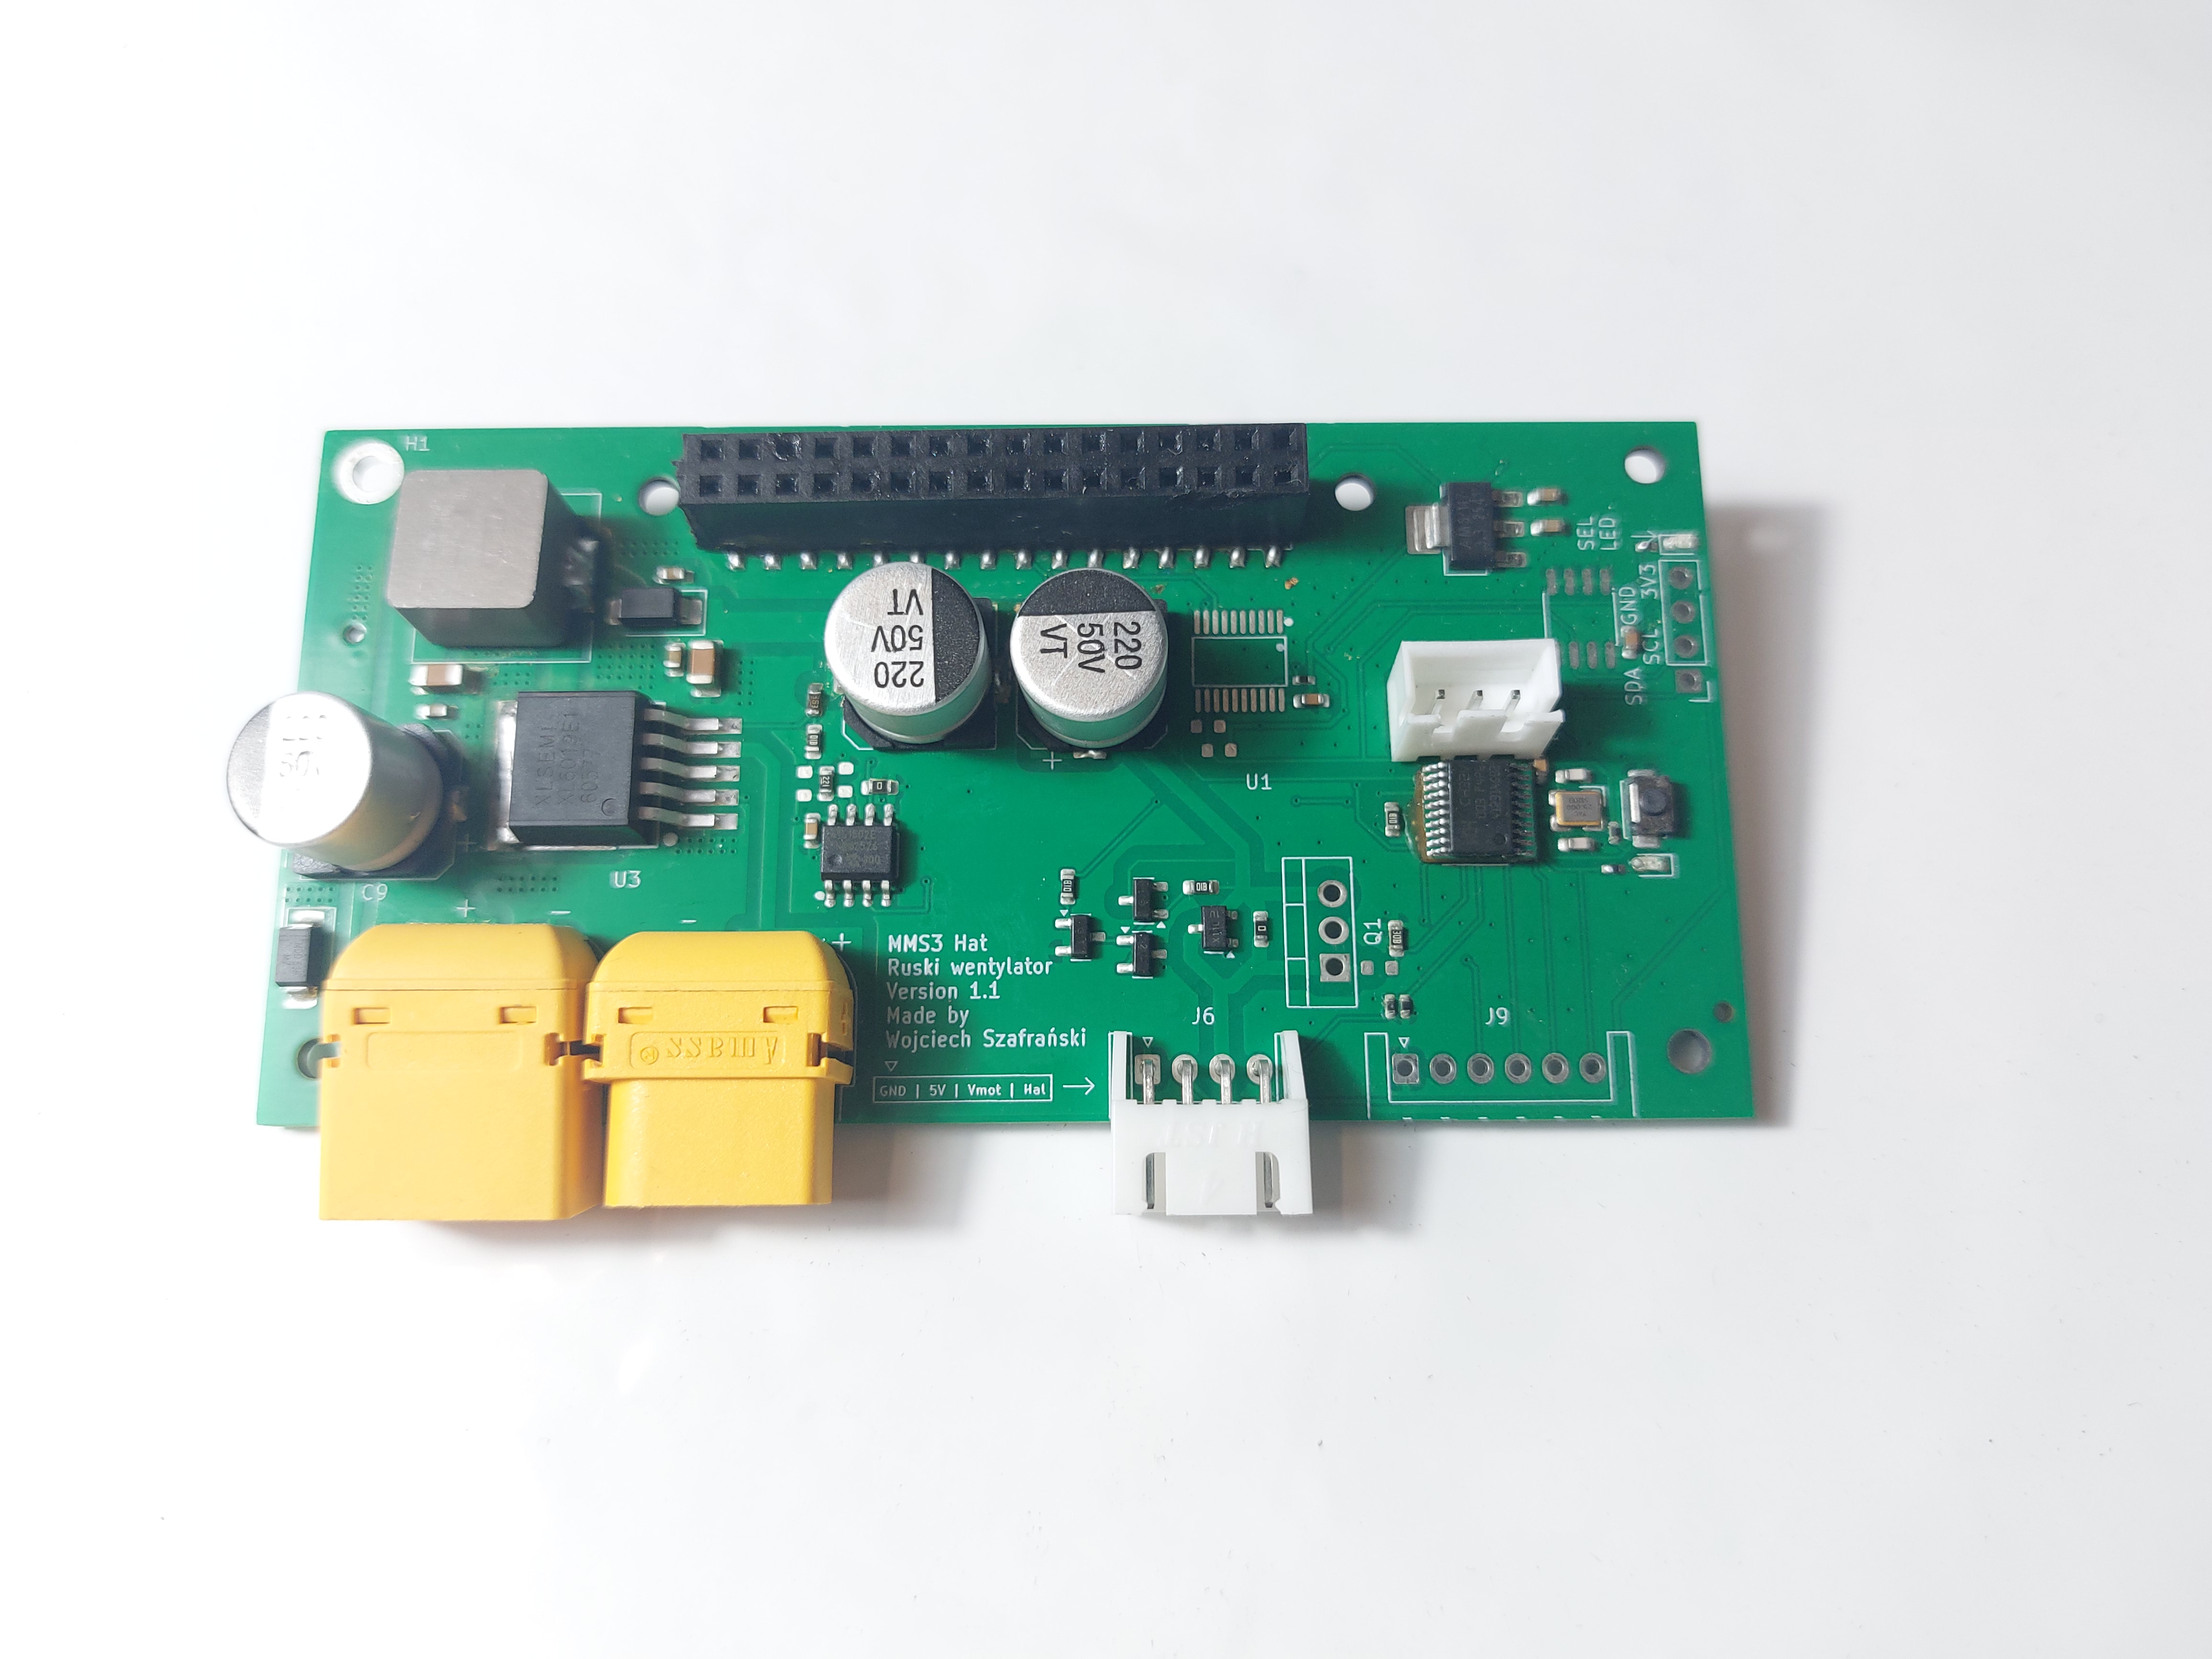 3V3
SCL
GND
SDA
LED
SEL
J9
Q1
U1
J6
220
50V
VT
220
50V
VT
MMS3 Hat
Ruski wentylator
Version 1.1
Made by
Wojciech Szafrański
GND | 5V | Vmot | Hal
U3
XLSEMI
H1
C9